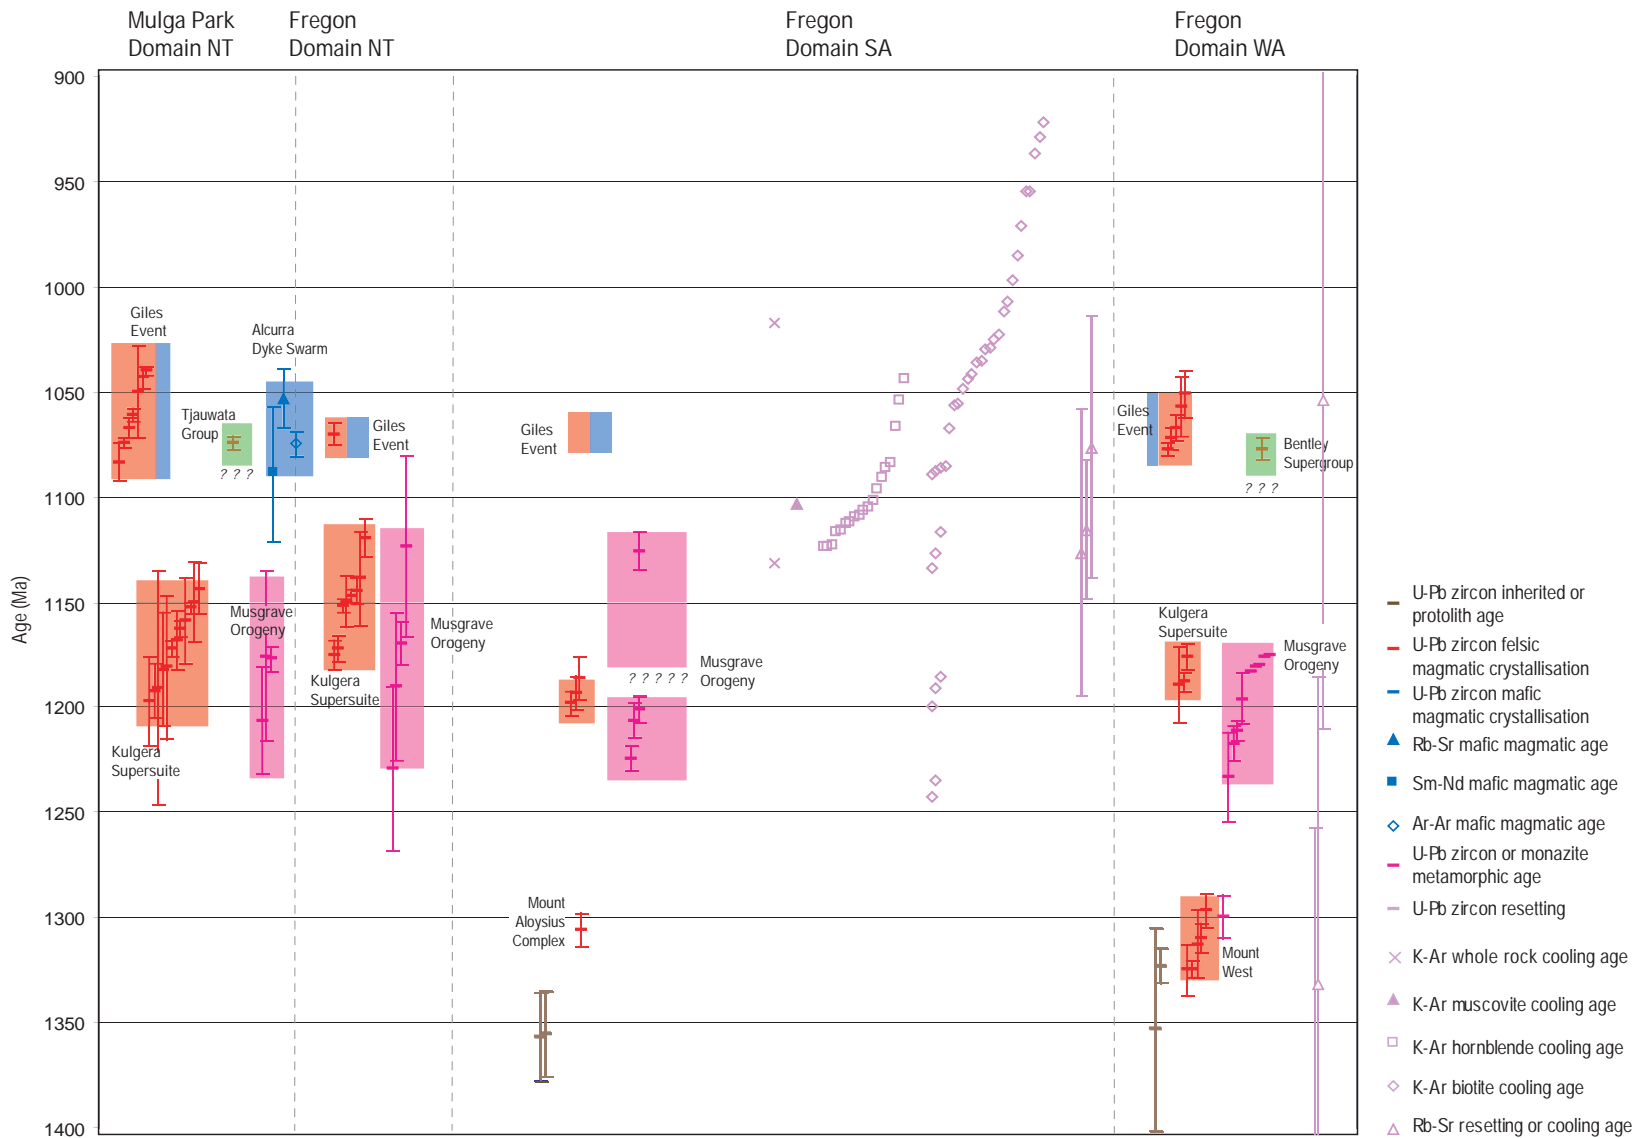 Mulga Park
Domain NT
Fregon
Domain NT
Fregon
Domain SA
Fregon
Domain WA
900
950
1000
1050
1100
1150
1200
1250
1300
1350
1400
Age (Ma)
Giles
Event
Alcurra
Dyke Swarm
Tjauwata
Group
? ? ?
Giles
Event
Musgrave
Orogeny
Kulgera
Supersuite
Kulgera
Supersuite
Musgrave
Orogeny
Giles
Event
? ? ? ? ?
Musgrave
Orogeny
Mount
Aloysius
Complex
Giles
Event
Bentley
Supergroup
? ? ?
Kulgera
Supersuite
Musgrave
Orogeny
Mount
West
U-Pb zircon inherited or
protolith age
U-Pb zircon felsic
magmatic crystallisation
U-Pb zircon mafic
magmatic crystallisation
Rb-Sr mafic magmatic age
Sm-Nd mafic magmatic age
Ar-Ar mafic magmatic age
U-Pb zircon or monazite
metamorphic age
U-Pb zircon resetting
K-Ar whole rock cooling age
K-Ar muscovite cooling age
K-Ar hornblende cooling age
K-Ar biotite cooling age
Rb-Sr resetting or cooling age